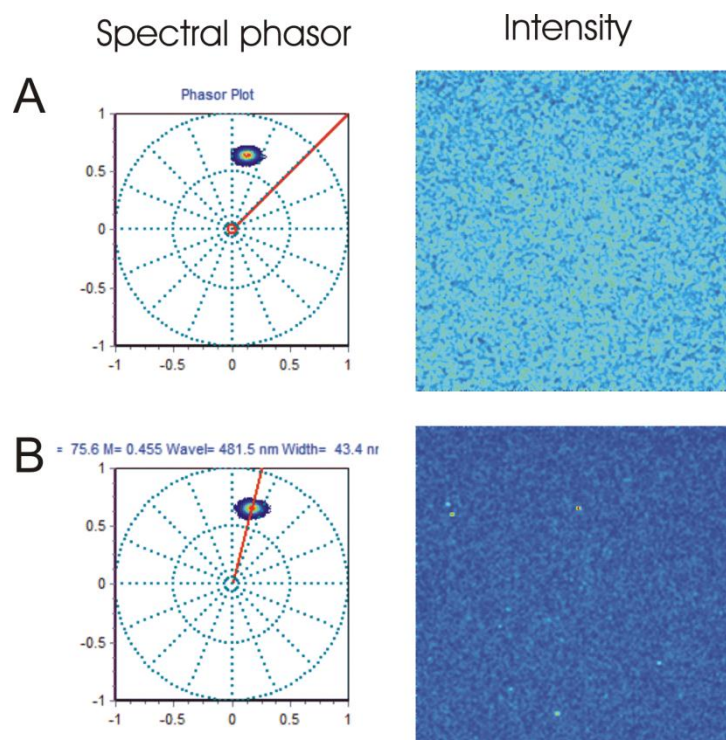 Spectral phasor
Intensity
A
Phasor Plot
1
0.5
0
-0.5
-1
-1 -0.5 0 0.5 1
B
= 75.6 M= 0.455 Wavel= 481.5 nm Width= 43.4 nm
1
0.5
0
-0.5
-1
-1 -0.5 0 0.5 1